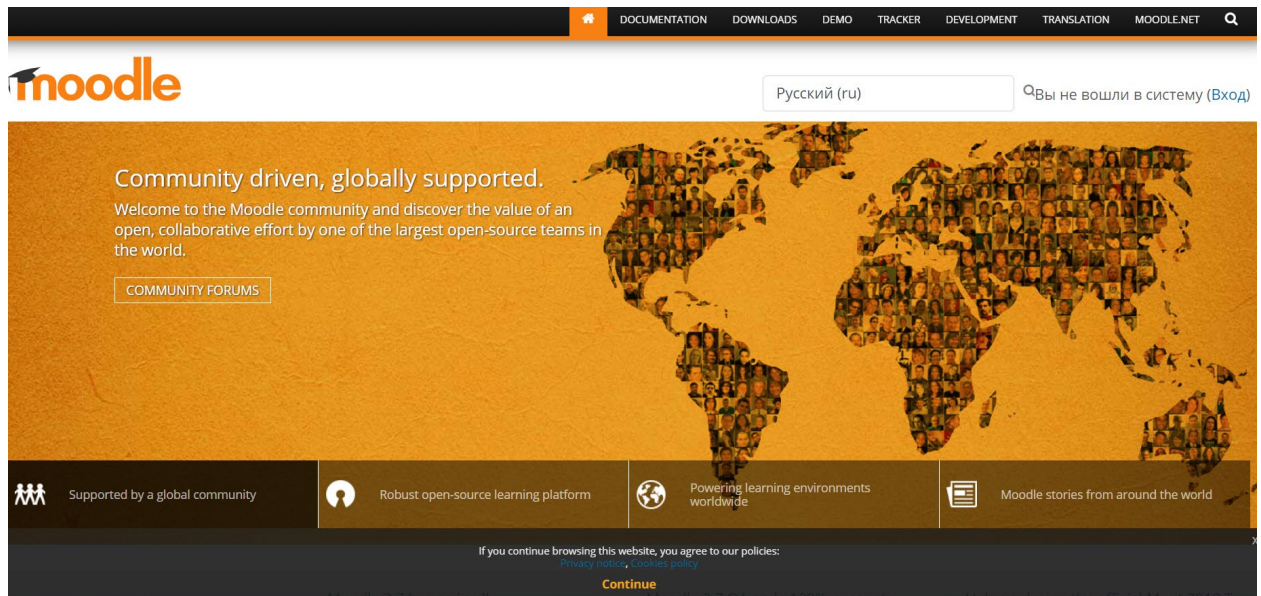 DOCUMENTATION DOWNLOADS DEMO TRACKER DEVELOPMENT TRANSLATION MOODLE.NET
moodle
Русский (ru)
Вы не вошли в систему (Вход)
Community driven, globally supported.
Welcome to the Moodle community and discover the value of an
open, collaborative effort by one of the largest open-source teams in
the world.
COMMUNITY FORUMS
Supported by a global community
Robust open-source learning platform
Powering learning environments
worldwide
Moodle stories from around the world
x
If you continue browsing this website, you agree to our policies:
Privacy notice, Cookies policy
Continue